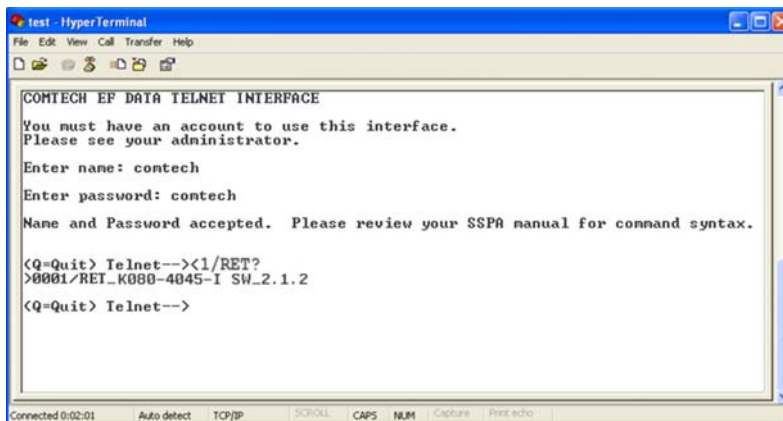 test - HyperTerminal
File Edit View Call Transfer Help
COMTECH EF DATA TELNET INTERFACE
You must have an account to use this interface.
Please see your administrator.
Enter name: comtech
Enter password: comtech
Name and Password accepted.  Please review your SSPA manual for command syntax.
(Q=Quit) Telnet--><1/RET?
>0001/RET_K080-4045-I SW_2.1.2
(Q=Quit) Telnet-->
Connected 0:02:01 Auto detect TCP/IP SCROLL CAPS NUM Capture Print echo